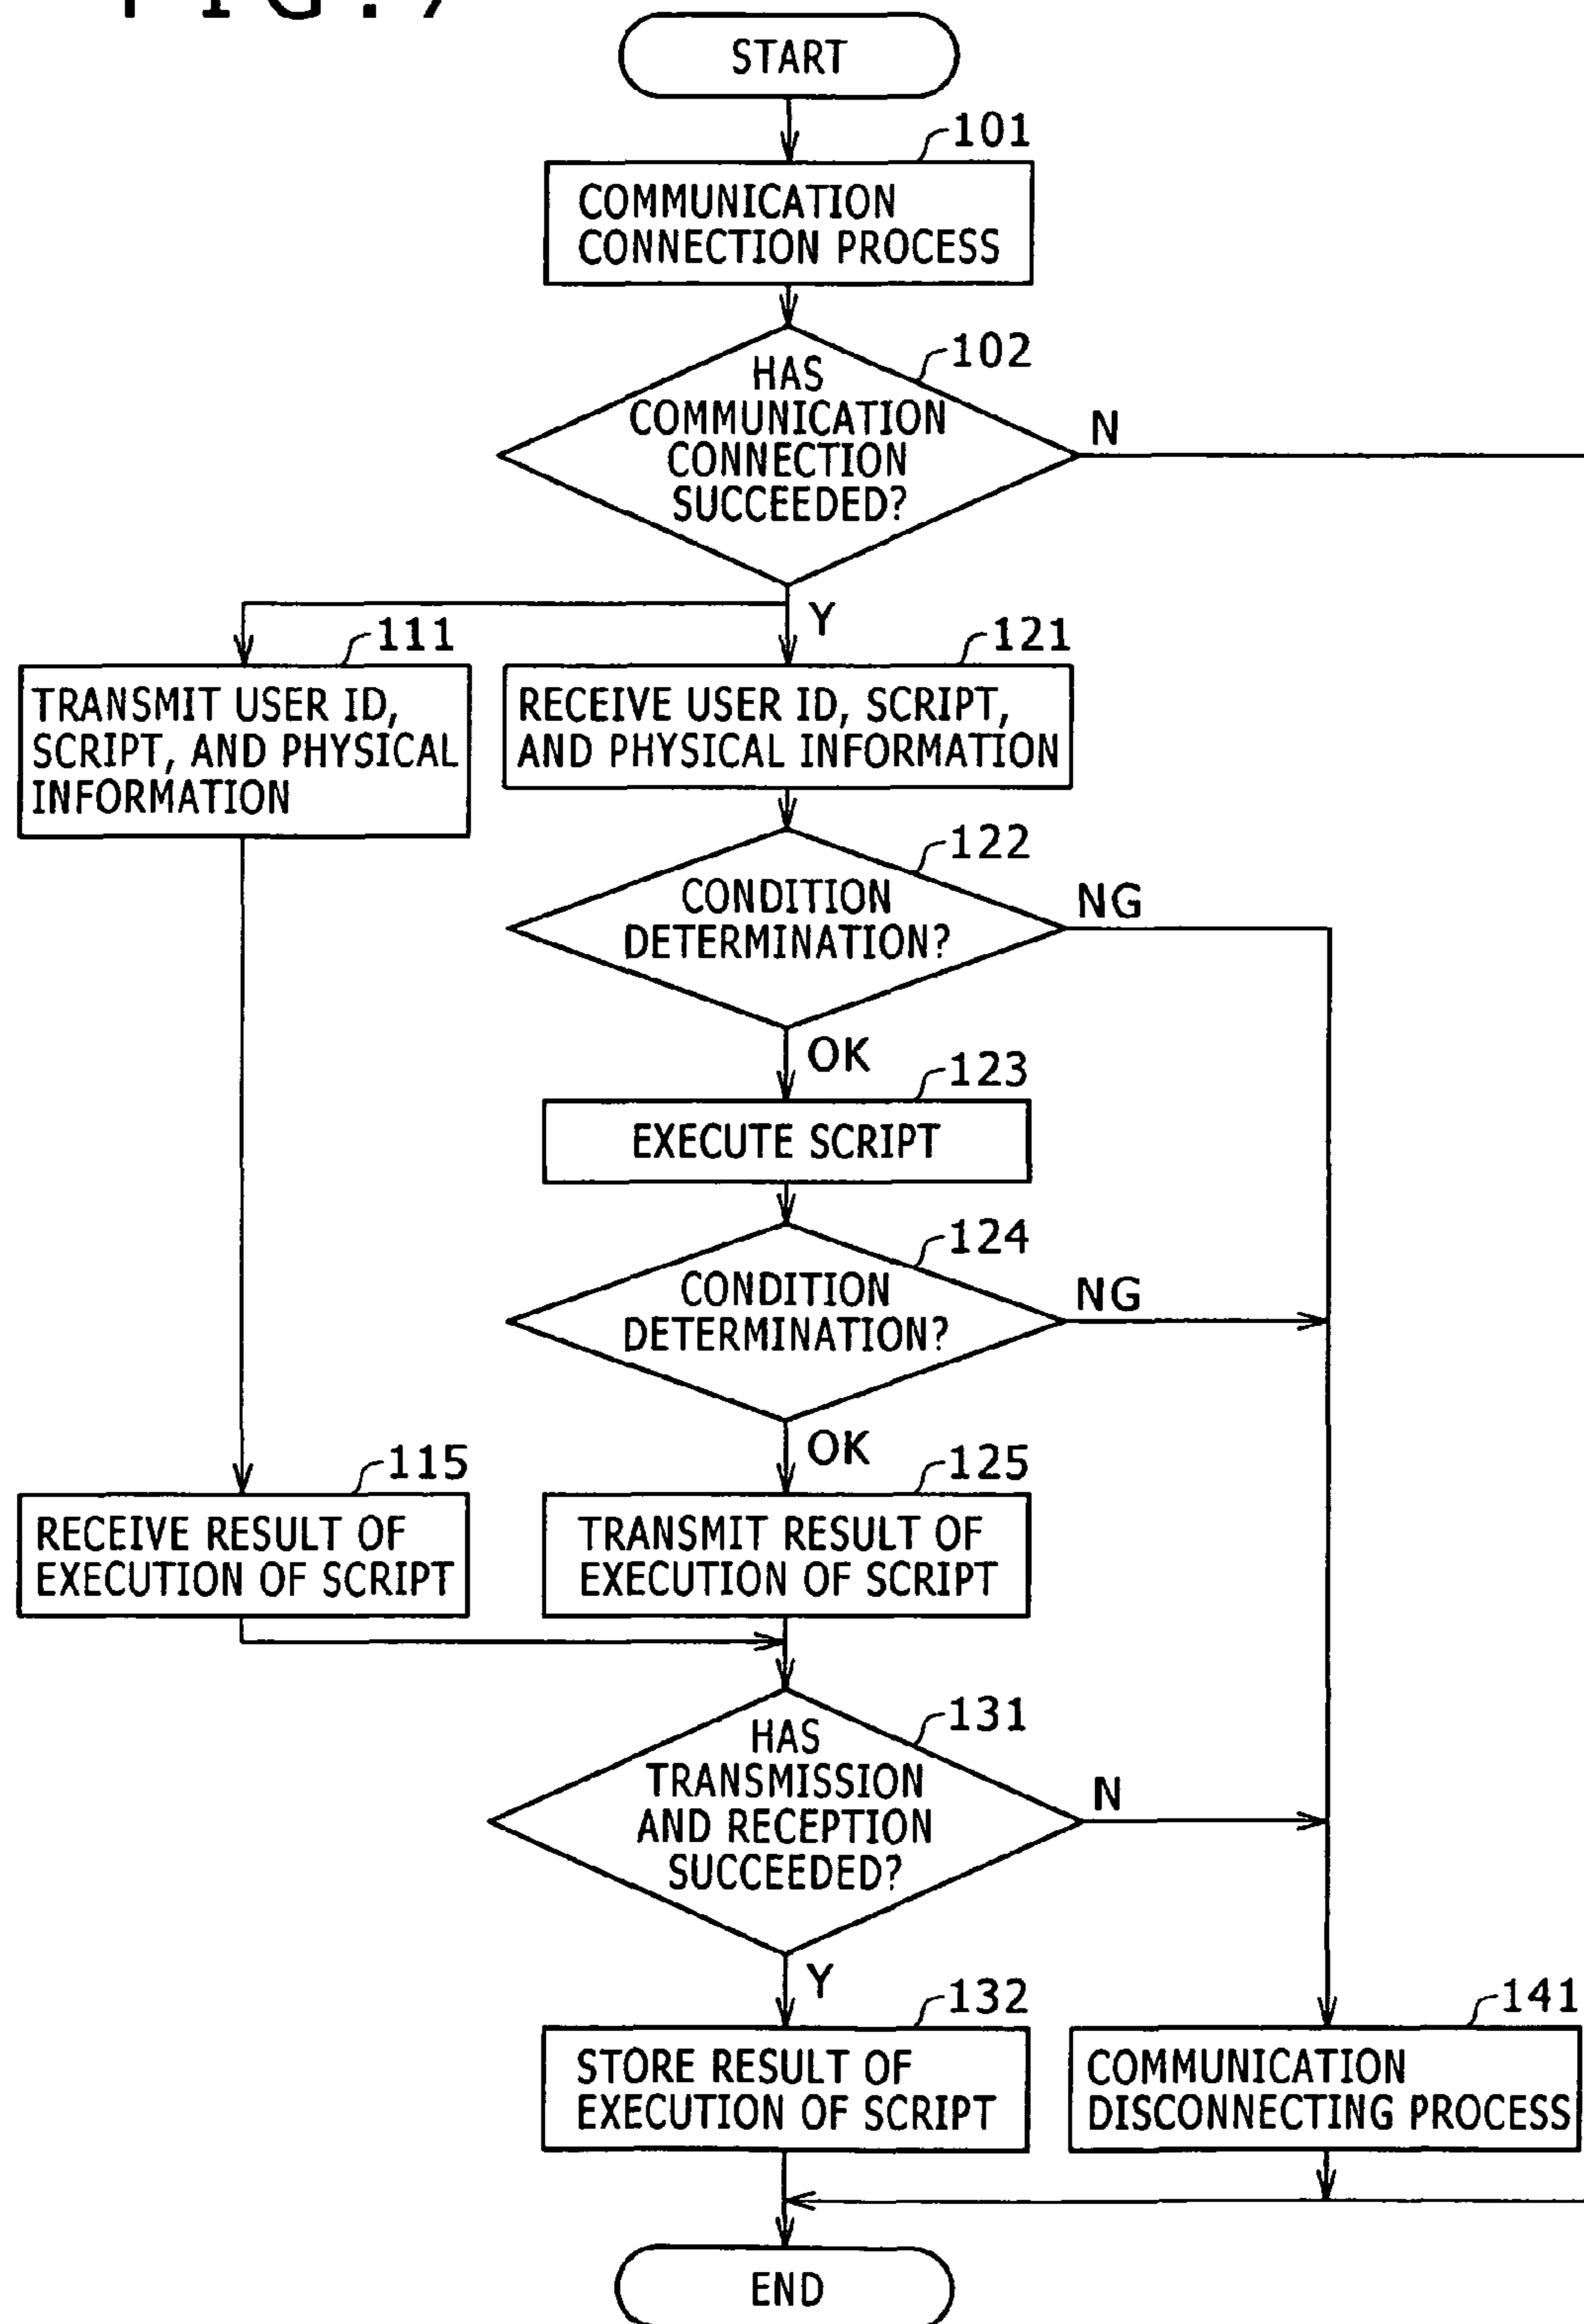 START
101
COMMUNICATION
CONNECTION PROCESS
102
HAS
COMMUNICATION
CONNECTION
SUCCEEDED?
N
Y
111
TRANSMIT USER ID,
SCRIPT, AND PHYSICAL
INFORMATION
121
RECEIVE USER ID, SCRIPT,
AND PHYSICAL INFORMATION
122
CONDITION
DETERMINATION?
NG
OK
123
EXECUTE SCRIPT
124
CONDITION
DETERMINATION?
NG
OK
115
RECEIVE RESULT OF
EXECUTION OF SCRIPT
125
TRANSMIT RESULT OF
EXECUTION OF SCRIPT
131
HAS
TRANSMISSION
AND RECEPTION
SUCCEEDED?
N
Y
132
STORE RESULT OF
EXECUTION OF SCRIPT
141
COMMUNICATION
DISCONNECTING PROCESS
END